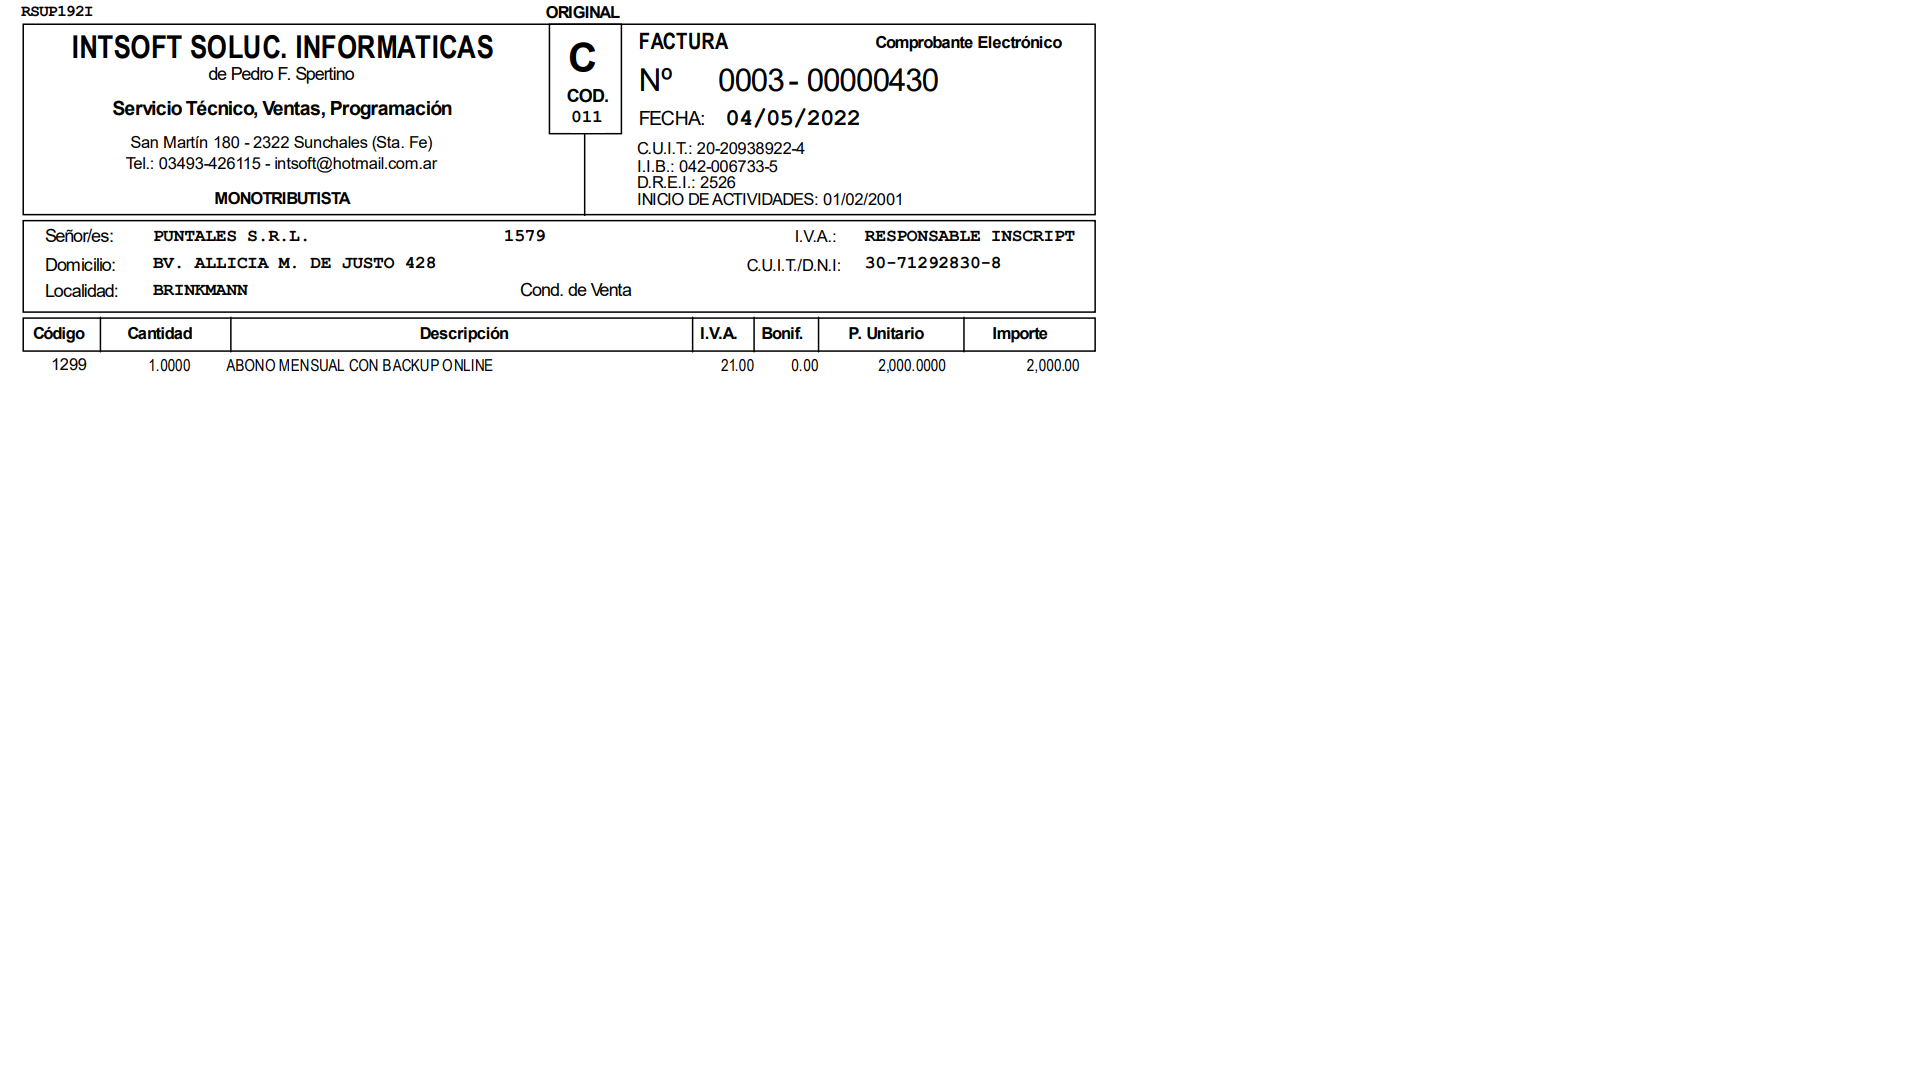 RSUP192I
ORIGINAL
INTSOFT SOLUC. INFORMATICAS
de Pedro F. Spertino
Servicio Técnico, Ventas, Programación
San Martín 180 - 2322 Sunchales (Sta. Fe)
Tel.: 03493-426115 - intsoft@hotmail.com.ar
MONOTRIBUTISTA
C
COD.
011
FACTURA Comprobante Electrónico
Nº 0003 - 00000430
FECHA: 04/05/2022
C.U.I.T.: 20-20938922-4
I.I.B.: 042-006733-5
D.R.E.I.: 2526
INICIO DE ACTIVIDADES: 01/02/2001
Señor/es: PUNTALES S.R.L. 1579 I.V.A.: RESPONSABLE INSCRIPT
Domicilio: BV. ALLICIA M. DE JUSTO 428 C.U.I.T./D.N.I: 30-71292830-8
Localidad: BRINKMANN Cond. de Venta
Código Cantidad Descripción I.V.A. Bonif. P. Unitario Importe
1299 1.0000 ABONO MENSUAL CON BACKUP ONLINE 21.00 0.00 2,000.0000 2,000.00